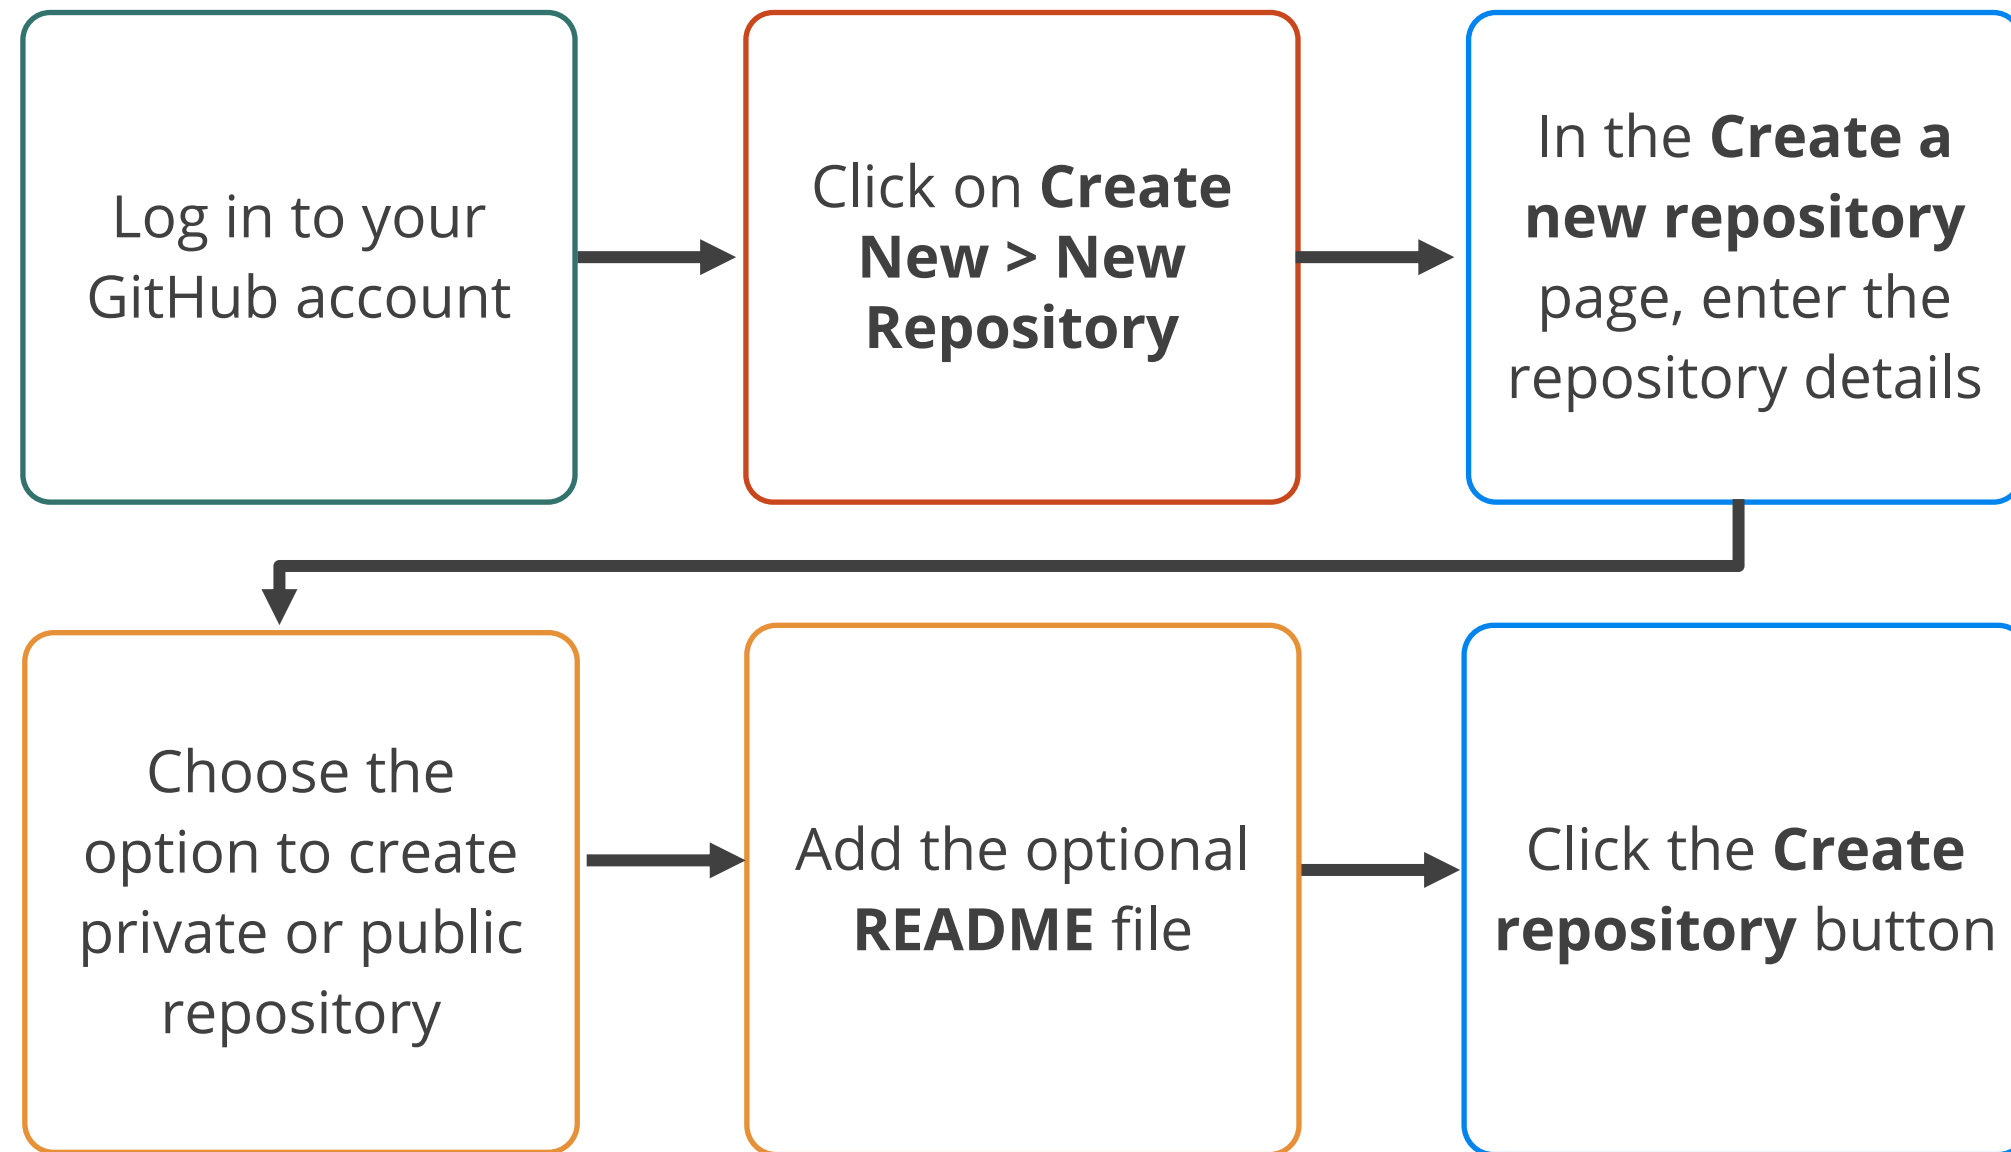 Log in to your
GitHub account
Click on Create
New > New
Repository
In the Create a
new repository
page, enter the
repository details
Choose the
option to create
private or public
repository
Add the optional
README file
Click the Create
repository button